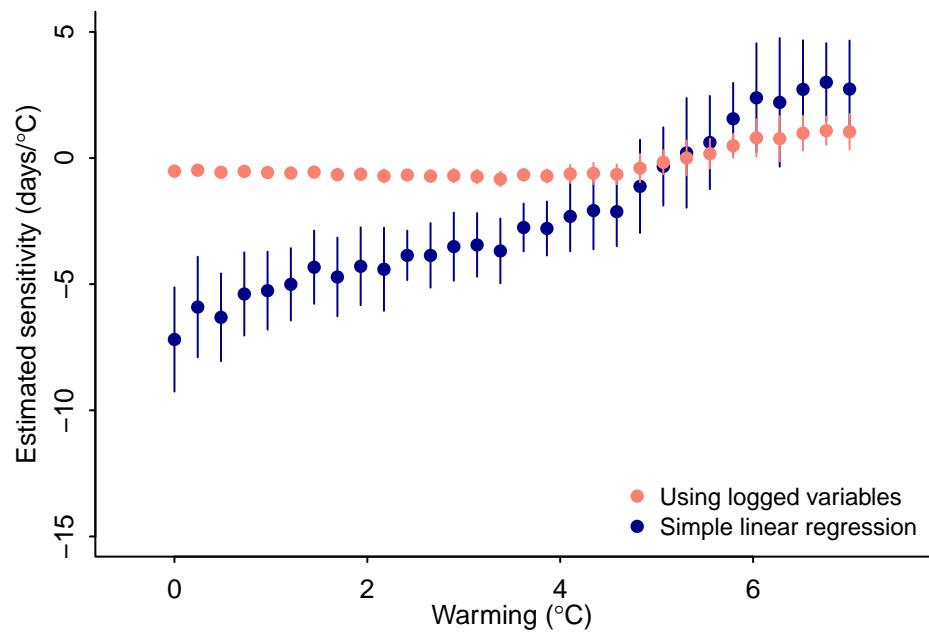 5
0
−5
−10
−15
Estimated sensitivity (days/°C)
Using logged variables
Simple linear regression
0 2 4 6
Warming (°C)